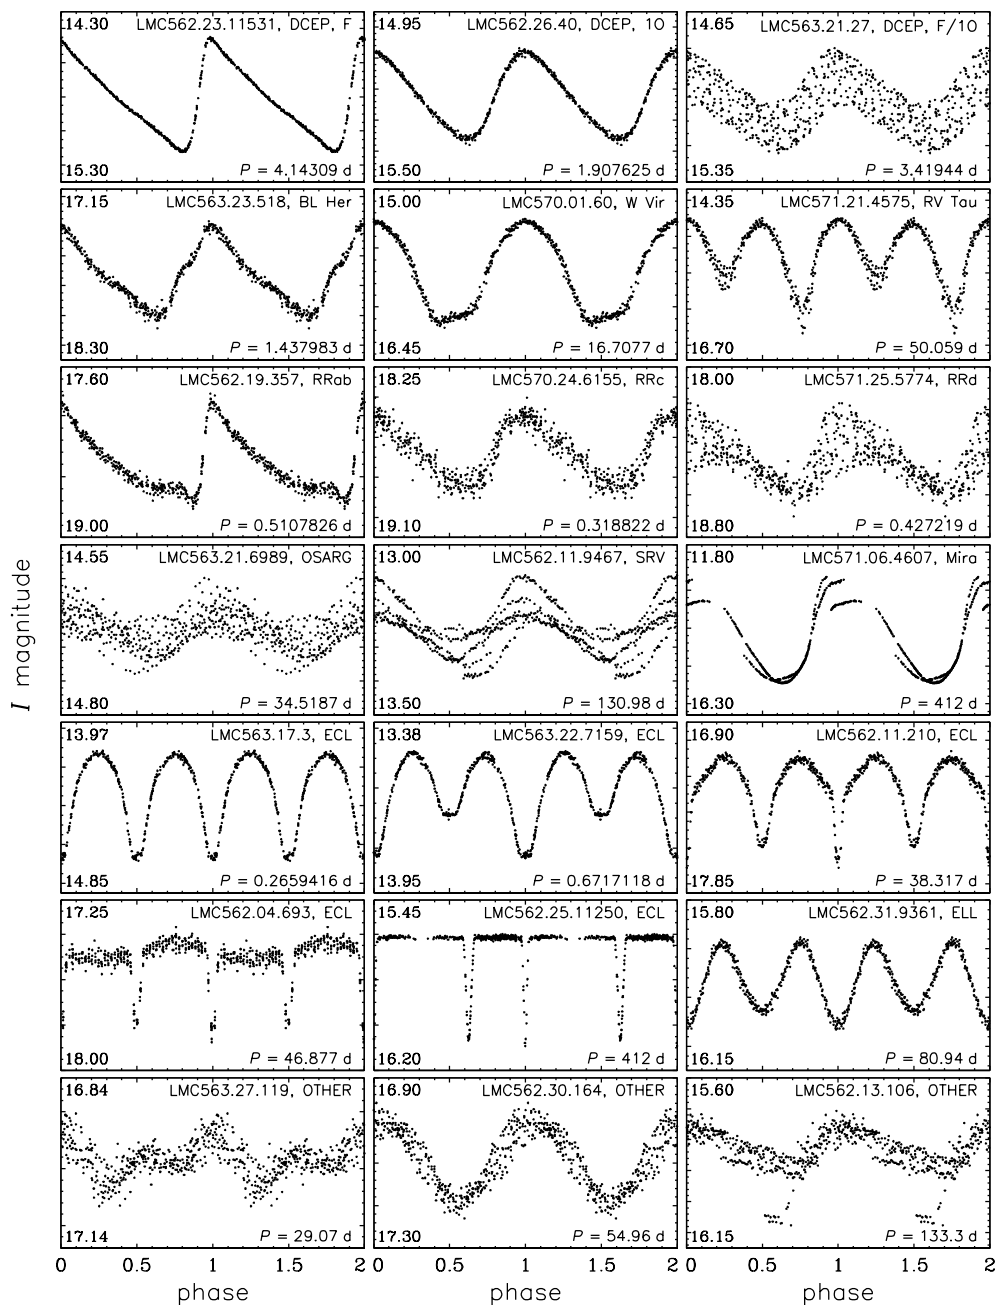 14.30 LMC562.23.11531, DCEP, F
15.30 P = 4.14309 d
14.95 LMC562.26.40, DCEP, 1O
15.50 P = 1.907625 d
14.65 LMC563.21.27, DCEP, F/1O
15.35 P = 3.41944 d
17.15 LMC563.23.518, BL Her
18.30 P = 1.437983 d
15.00 LMC570.01.60, W Vir
16.45 P = 16.7077 d
14.35 LMC571.21.4575, RV Tau
16.70 P = 50.059 d
17.60 LMC562.19.357, RRab
19.00 P = 0.5107826 d
18.25 LMC570.24.6155, RRc
19.10 P = 0.318822 d
18.00 LMC571.25.5774, RRd
18.80 P = 0.427219 d
14.55 LMC563.21.6989, OSARG
14.80 P = 34.5187 d
13.00 LMC562.11.9467, SRV
13.50 P = 130.98 d
11.80 LMC571.06.4607, Mira
16.30 P = 412 d
I magnitude
13.97 LMC563.17.3, ECL
14.85 P = 0.2659416 d
13.38 LMC563.22.7159, ECL
13.95 P = 0.6717118 d
16.90 LMC562.11.210, ECL
17.85 P = 38.317 d
17.25 LMC562.04.693, ECL
18.00 P = 46.877 d
15.45 LMC562.25.11250, ECL
16.20 P = 412 d
15.80 LMC562.31.9361, ELL
16.15 P = 80.94 d
16.84 LMC563.27.119, OTHER
17.14 P = 29.07 d
16.90 LMC562.30.164, OTHER
17.30 P = 54.96 d
15.60 LMC562.13.106, OTHER
16.15 P = 133.3 d
0 0.5 1 1.5 2 0 0.5 1 1.5 2 0 0.5 1 1.5 2
phase phase phase